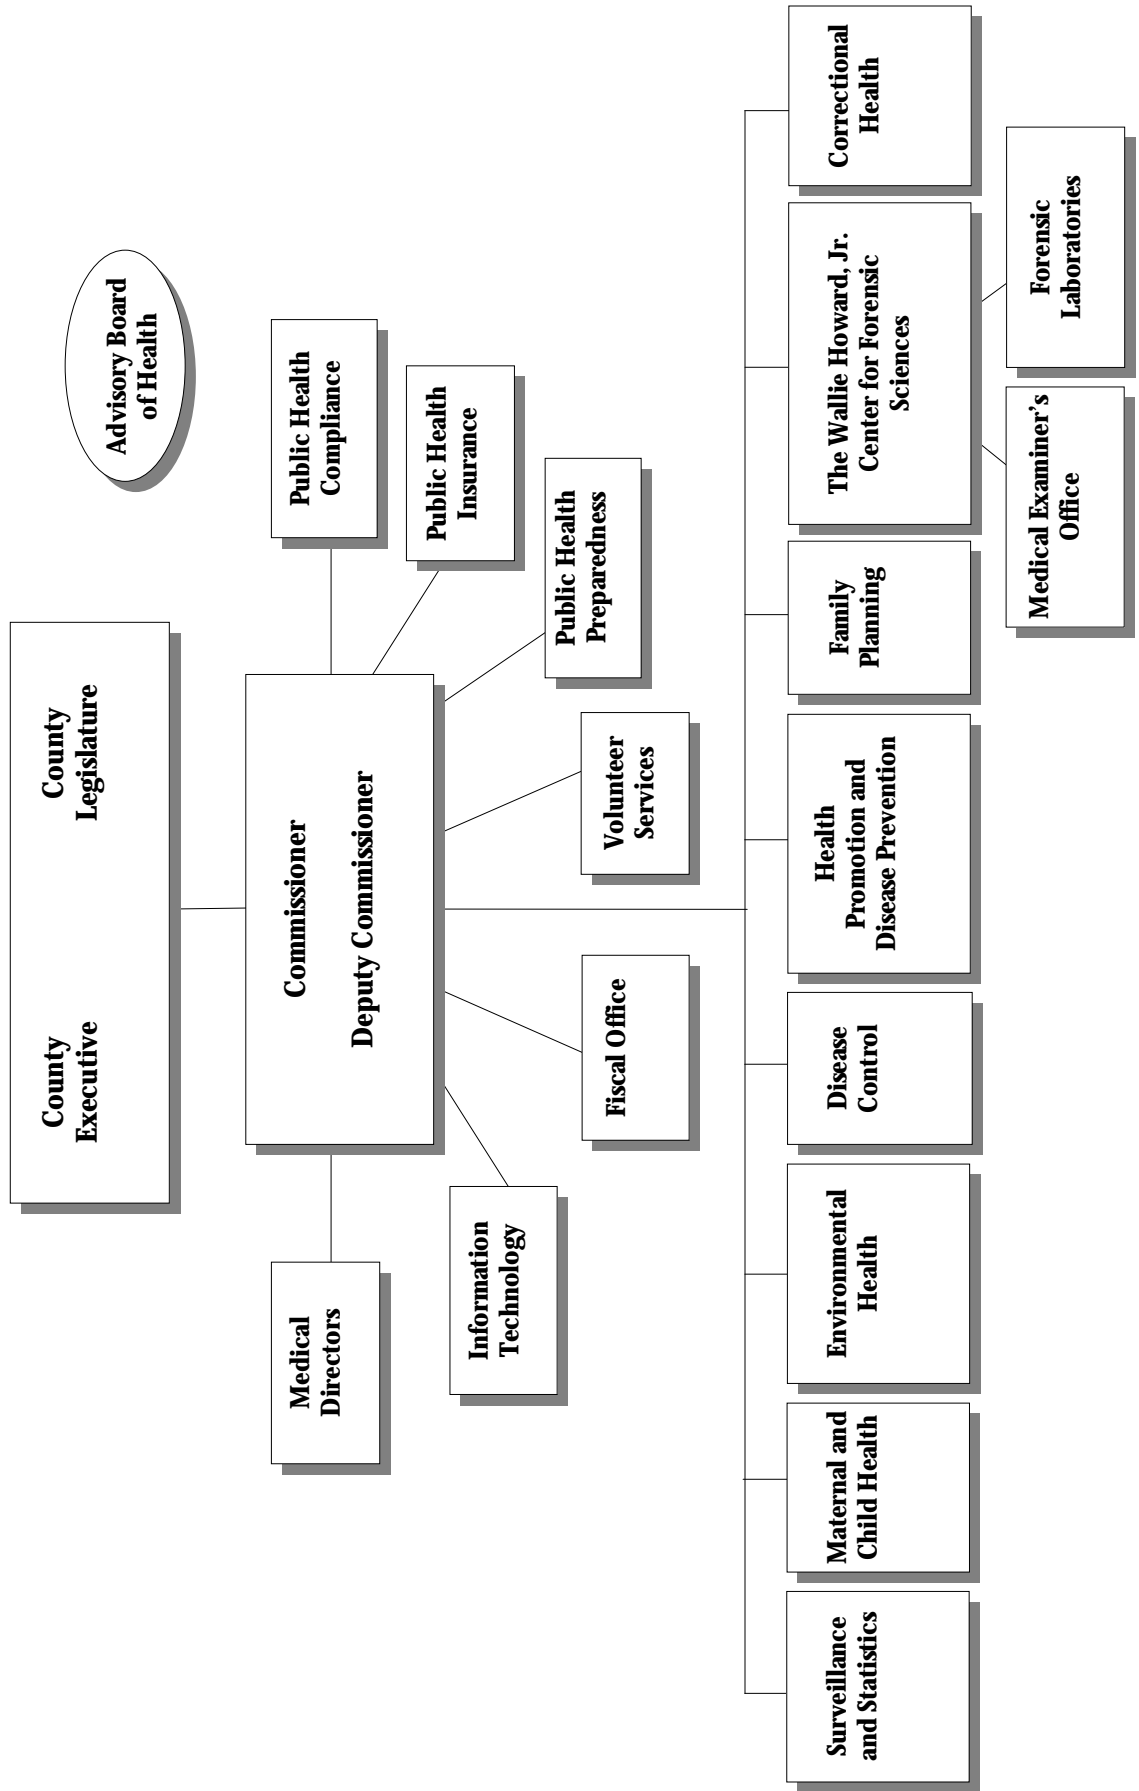 County
Executive
County
Legislature
Advisory Board
of Health
Commissioner
Deputy Commissioner
Medical
Directors
Public Health
Compliance
Information
Technology
Public Health
Insurance
Fiscal Office
Volunteer
Services
Public Health
Preparedness
Surveillance
and Statistics
Maternal and
Child Health
Environmental
Health
Disease
Control
Health
Promotion and
Disease Prevention
Family
Planning
The Wallie Howard, Jr.
Center for Forensic
Sciences
Correctional
Health
Medical Examiner's
Office
Forensic
Laboratories